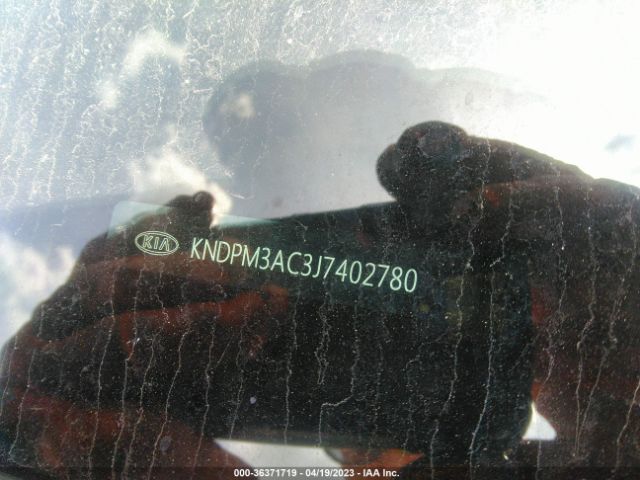 KIA KNDPM3AC3J7402780
000-36371719 - 04/19/2023 - IAA Inc.